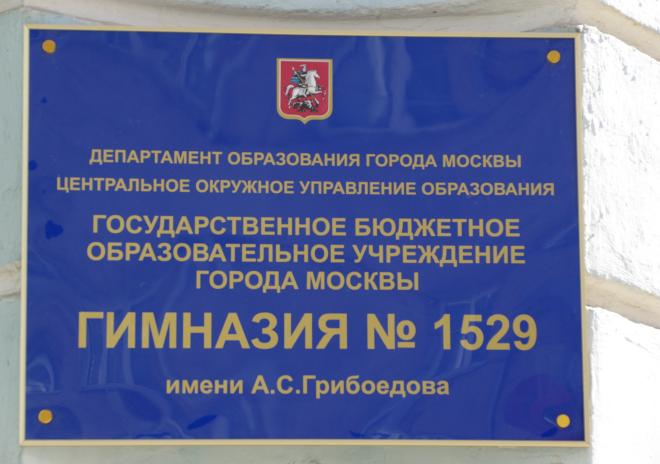 ДЕПАРТАМЕНТ ОБРАЗОВАНИЯ ГОРОДА МОСКВЫ
ЦЕНТРАЛЬНОЕ ОКРУЖНОЕ УПРАВЛЕНИЕ ОБРАЗОВАНИЯ
ГОСУДАРСТВЕННОЕ БЮДЖЕТНОЕ
ОБРАЗОВАТЕЛЬНОЕ УЧРЕЖДЕНИЕ
ГОРОДА МОСКВЫ
ГИМНАЗИЯ № 1529
имени А.С.Грибоедова